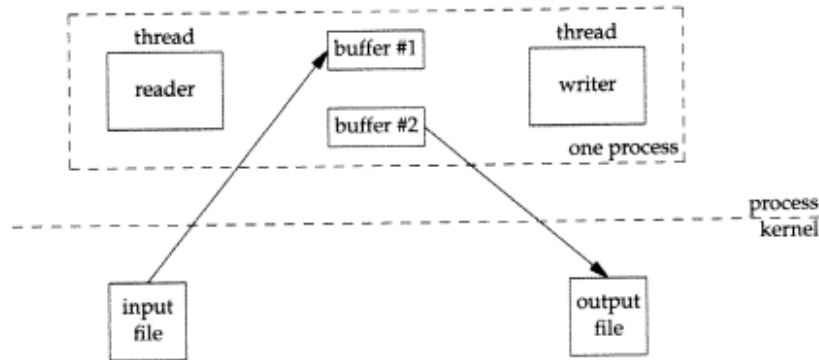 thread
reader
buffer #1
buffer #2
thread
writer
one process
process
kernel
input
file
output
file